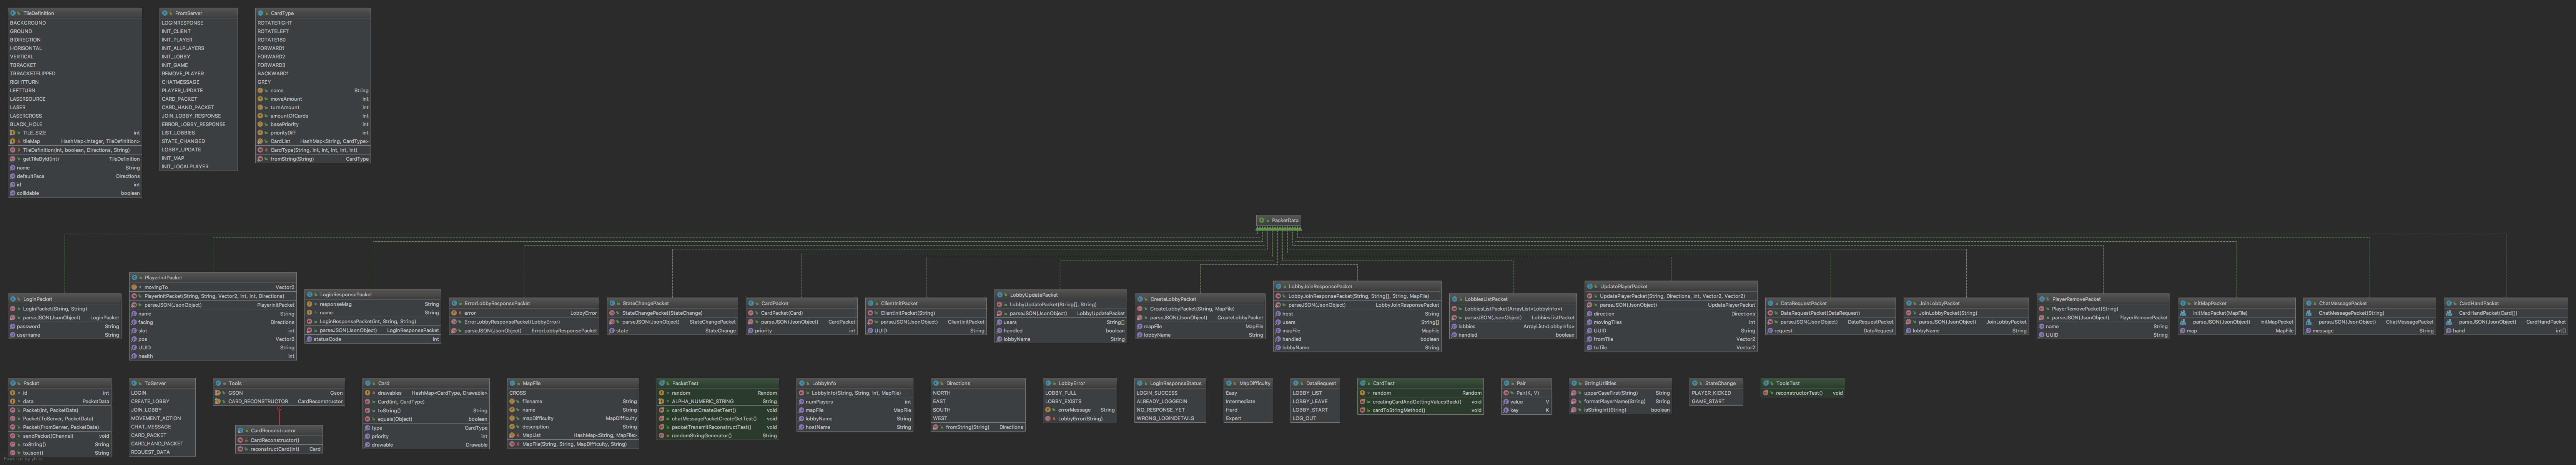 TileDefinition
BACKGROUND
GROUND
BIDIRECTION
HORISONTAL
VERTICAL
TBRACKET
TBRACKETFLIPPED
RIGHTTURN
LEFTTURN
LASERSOURCE
LASER
LASERCROSS
BLACK_HOLE
TILE_SIZE int
tileMap HashMap<Integer, TileDefinition>
TileDefinition(int, boolean, Directions, String)
getTileById(int) TileDefinition
name String
defaultFace Directions
id int
collidable boolean
FromServer
LOGINRESPONSE
INIT_CLIENT
INIT_PLAYER
INIT_ALLPLAYERS
INIT_LOBBY
INIT_GAME
REMOVE_PLAYER
CHATMESSAGE
PLAYER_UPDATE
CARD_PACKET
CARD_HAND_PACKET
JOIN_LOBBY_RESPONSE
ERROR_LOBBY_RESPONSE
LIST_LOBBIES
STATE_CHANGED
LOBBY_UPDATE
INIT_MAP
INIT_LOCALPLAYER
CardType
ROTATERIGHT
ROTATELEFT
ROTATE180
FORWARD1
FORWARD2
FORWARD3
BACKWARD1
GREY
name String
moveAmount int
turnAmount int
amountOfCards int
basePriority int
priorityDiff int
CardList HashMap<String, CardType>
CardType(String, int, int, int, int, int)
fromString(String) CardType
PacketData
LoginPacket
LoginPacket(String, String)
parseJSON(JsonObject) LoginPacket
password String
username String
PlayerInitPacket
movingTo Vector2
PlayerInitPacket(String, String, Vector2, int, int, Directions)
parseJSON(JsonObject) PlayerInitPacket
name String
facing Directions
slot int
pos Vector2
UUID String
health int
LoginResponsePacket
responseMsg String
name String
LoginResponsePacket(int, String, String)
parseJSON(JsonObject) LoginResponsePacket
statusCode int
ErrorLobbyResponsePacket
error LobbyError
ErrorLobbyResponsePacket(LobbyError)
parseJSON(JsonObject) ErrorLobbyResponsePacket
StateChangePacket
StateChangePacket(StateChange)
parseJSON(JsonObject) StateChangePacket
state StateChange
CardPacket
CardPacket(Card)
parseJSON(JsonObject) CardPacket
priority int
ClientInitPacket
ClientInitPacket(String)
parseJSON(JsonObject) ClientInitPacket
UUID String
LobbyUpdatePacket
LobbyUpdatePacket(String[], String)
parseJSON(JsonObject) LobbyUpdatePacket
users String[]
handled boolean
lobbyName String
CreateLobbyPacket
CreateLobbyPacket(String, MapFile)
parseJSON(JsonObject) CreateLobbyPacket
mapFile MapFile
lobbyName String
LobbyJoinResponsePacket
LobbyJoinResponsePacket(String, String[], String, MapFile)
parseJSON(JsonObject) LobbyJoinResponsePacket
host String
users String[]
mapFile MapFile
handled boolean
lobbyName String
LobbiesListPacket
LobbiesListPacket(ArrayList<LobbyInfo>)
parseJSON(JsonObject) LobbiesListPacket
lobbies ArrayList<LobbyInfo>
handled boolean
UpdatePlayerPacket
UpdatePlayerPacket(String, Directions, int, Vector2, Vector2)
parseJSON(JsonObject) UpdatePlayerPacket
direction Directions
movingTiles int
UUID String
fromTile Vector2
toTile Vector2
DataRequestPacket
DataRequestPacket(DataRequest)
parseJSON(JsonObject) DataRequestPacket
request DataRequest
JoinLobbyPacket
JoinLobbyPacket(String)
parseJSON(JsonObject) JoinLobbyPacket
lobbyName String
PlayerRemovePacket
PlayerRemovePacket(String)
parseJSON(JsonObject) PlayerRemovePacket
name String
UUID String
InitMapPacket
InitMapPacket(MapFile)
parseJSON(JsonObject) InitMapPacket
map MapFile
ChatMessagePacket
ChatMessagePacket(String)
parseJSON(JsonObject) ChatMessagePacket
message String
CardHandPacket
CardHandPacket(Card[])
parseJSON(JsonObject) CardHandPacket
hand int[]
Packet
id int
data PacketData
Packet(int, PacketData)
Packet(ToServer, PacketData)
Packet(FromServer, PacketData)
sendPacket(Channel) void
toString() String
toJson() String
ToServer
LOGIN
CREATE_LOBBY
JOIN_LOBBY
MOVEMENT_ACTION
CHAT_MESSAGE
CARD_PACKET
CARD_HAND_PACKET
REQUEST_DATA
Tools
GSON Gson
CARD_RECONSTRUCTOR CardReconstructor
CardReconstructor
CardReconstructor()
reconstructCard(int) Card
Card
drawables HashMap<CardType, Drawable>
Card(int, CardType)
toString() String
equals(Object) boolean
type CardType
priority int
drawable Drawable
MapFile
CROSS
filename String
name String
mapDifficulty MapDifficulty
description String
MapList HashMap<String, MapFile>
MapFile(String, String, MapDifficulty, String)
PacketTest
random Random
ALPHA_NUMERIC_STRING String
cardPacketCreateGetTest() void
chatMessagePacketCreateGetTest() void
packetTransmitReconstructTest() void
randomStringGenerator() String
LobbyInfo
LobbyInfo(String, String, int, MapFile)
numPlayers int
mapFile MapFile
lobbyName String
hostName String
Directions
NORTH
EAST
SOUTH
WEST
fromString(String) Directions
LobbyError
LOBBY_FULL
LOBBY_EXISTS
errorMessage String
LobbyError(String)
LoginResponseStatus
LOGIN_SUCCESS
ALREADY_LOGGEDIN
NO_RESPONSE_YET
WRONG_LOGINDETAILS
MapDifficulty
Easy
Intermediate
Hard
Expert
DataRequest
LOBBY_LIST
LOBBY_LEAVE
LOBBY_START
LOG_OUT
CardTest
random Random
creatingCardAndGettingValuesBack() void
cardToStringMethod() void
Pair
Pair(X, V)
value V
key K
StringUtilities
upperCaseFirst(String) String
formatPlayerName(String) String
isStringInt(String) boolean
StateChange
PLAYER_KICKED
GAME_START
ToolsTest
reconstructorTest() void